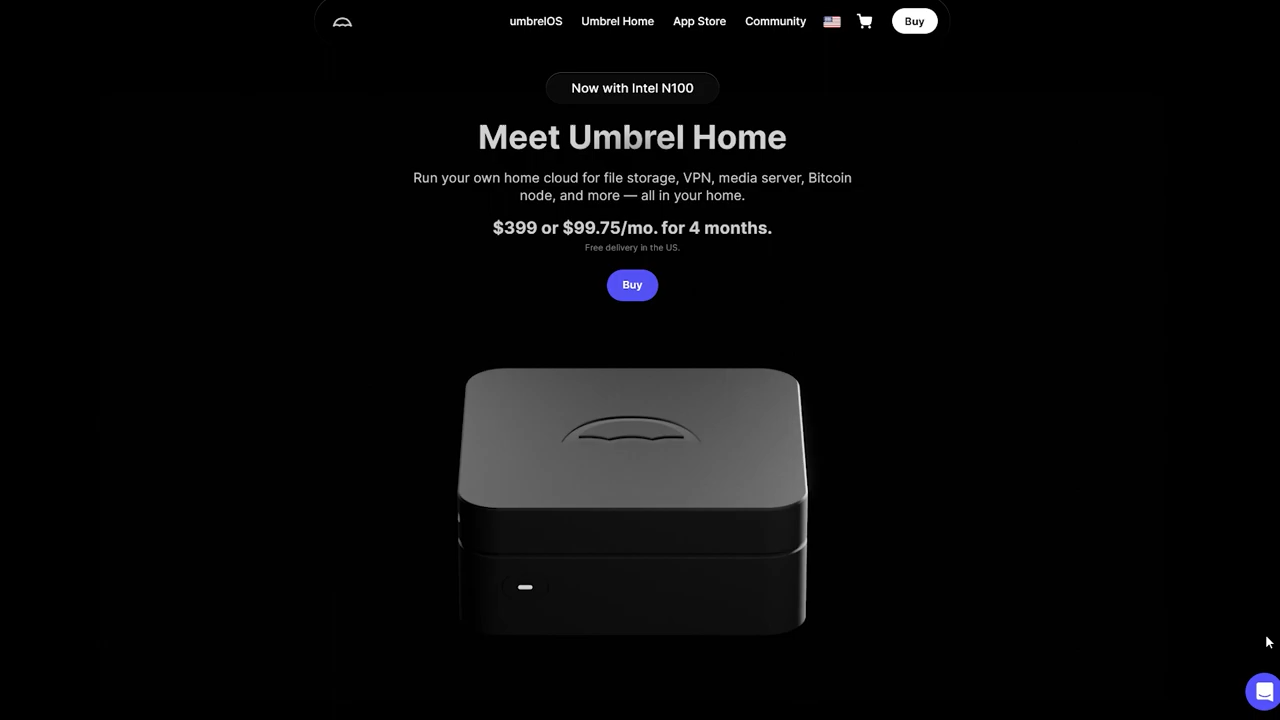 umbrelOS Umbrel Home App Store Community Buy
Now with Intel N100
Meet Umbrel Home
Run your own home cloud for file storage, VPN, media server, Bitcoin
node, and more — all in your home.
$399 or $99.75/mo. for 4 months.
Free delivery in the US.
Buy